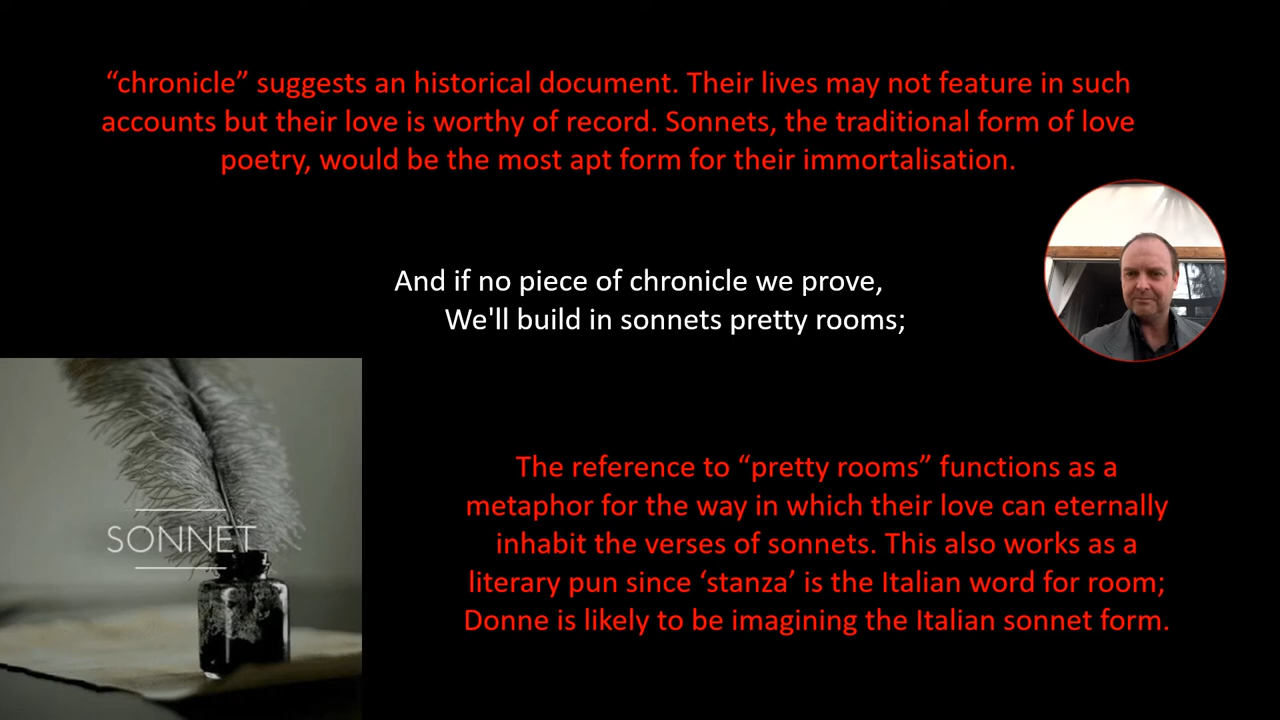 “chronicle” suggests an historical document. Their lives may not feature in such
accounts but their love is worthy of record. Sonnets, the traditional form of love
poetry, would be the most apt form for their immortalisation.
And if no piece of chronicle we prove,
We'll build in sonnets pretty rooms;
SONNET
The reference to “pretty rooms” functions as a
metaphor for the way in which their love can eternally
inhabit the verses of sonnets. This also works as a
literary pun since ‘stanza’ is the Italian word for room;
Donne is likely to be imagining the Italian sonnet form.